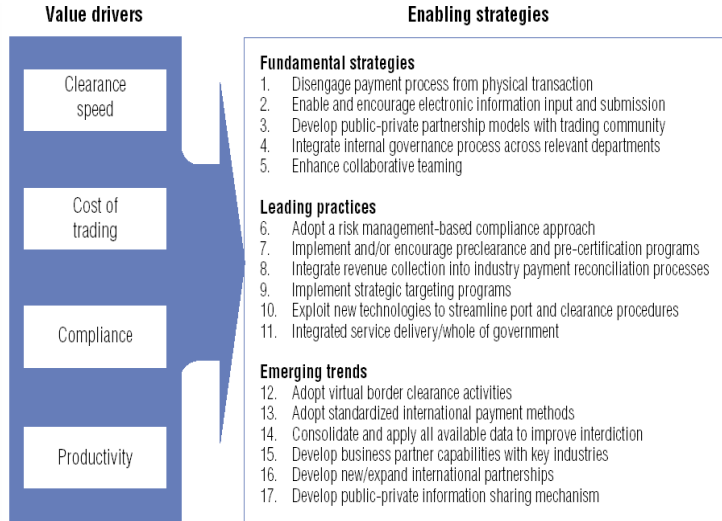 Value drivers
Clearance
speed
Cost of
trading
Compliance
Productivity
Enabling strategies
Fundamental strategies
1. Disengage payment process from physical transaction
2. Enable and encourage electronic information input and submission
3. Develop public-private partnership models with trading community
4. Integrate internal governance process across relevant departments
5. Enhance collaborative teaming
Leading practices
6. Adopt a risk management-based compliance approach
7. Implement and/or encourage preclearance and pre-certification programs
8. Integrate revenue collection into industry payment reconciliation processes
9. Implement strategic targeting programs
10. Exploit new technologies to streamline port and clearance procedures
11. Integrated service delivery/whole of government
Emerging trends
12. Adopt virtual border clearance activities
13. Adopt standardized international payment methods
14. Consolidate and apply all available data to improve interdiction
15. Develop business partner capabilities with key industries
16. Develop new/expand international partnerships
17. Develop public-private information sharing mechanism